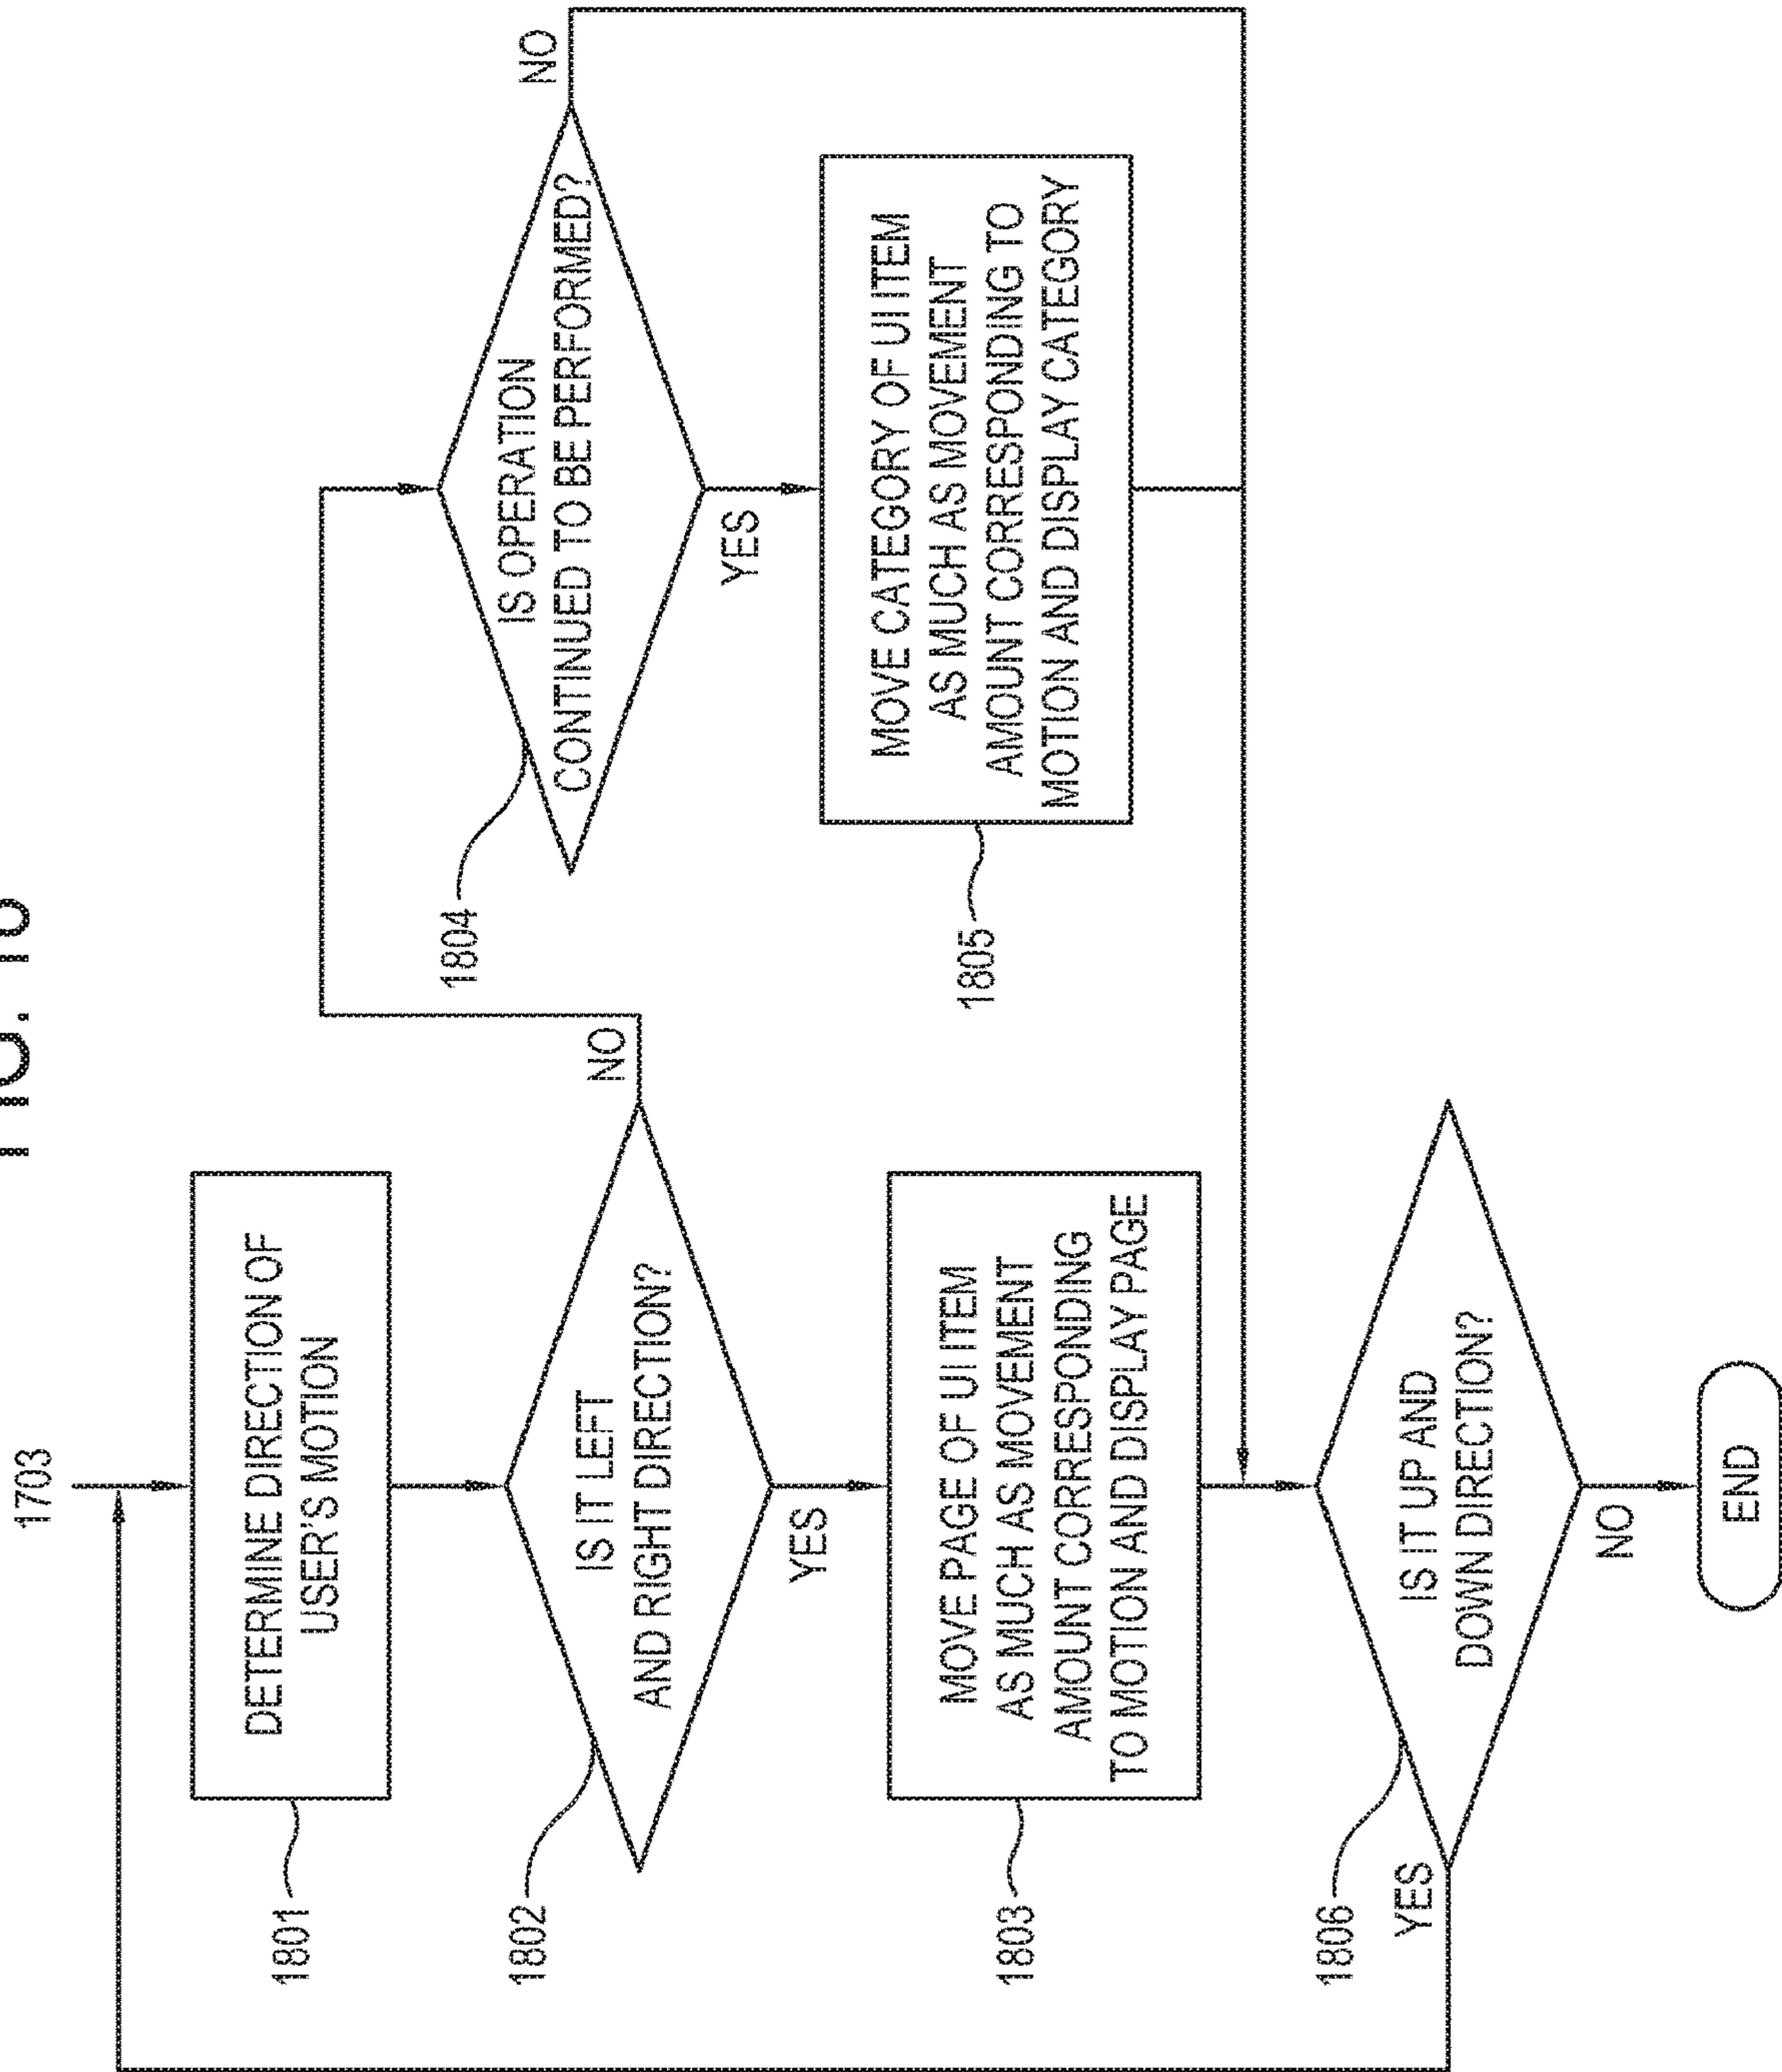 FIG. 18
1703
DETERMINE DIRECTION OF
USER'S MOTION
1801
IS IT LEFT
AND RIGHT DIRECTION?
1802
NO
YES
MOVE PAGE OF UI ITEM
AS MUCH AS MOVEMENT
AMOUNT CORRESPONDING
TO MOTION AND DISPLAY PAGE
1803
IS OPERATION
CONTINUED TO BE PERFORMED?
1804
NO
YES
MOVE CATEGORY OF UI ITEM
AS MUCH AS MOVEMENT
AMOUNT CORRESPONDING TO
MOTION AND DISPLAY CATEGORY
1805
IS IT UP AND
DOWN DIRECTION?
1806
YES
NO
END